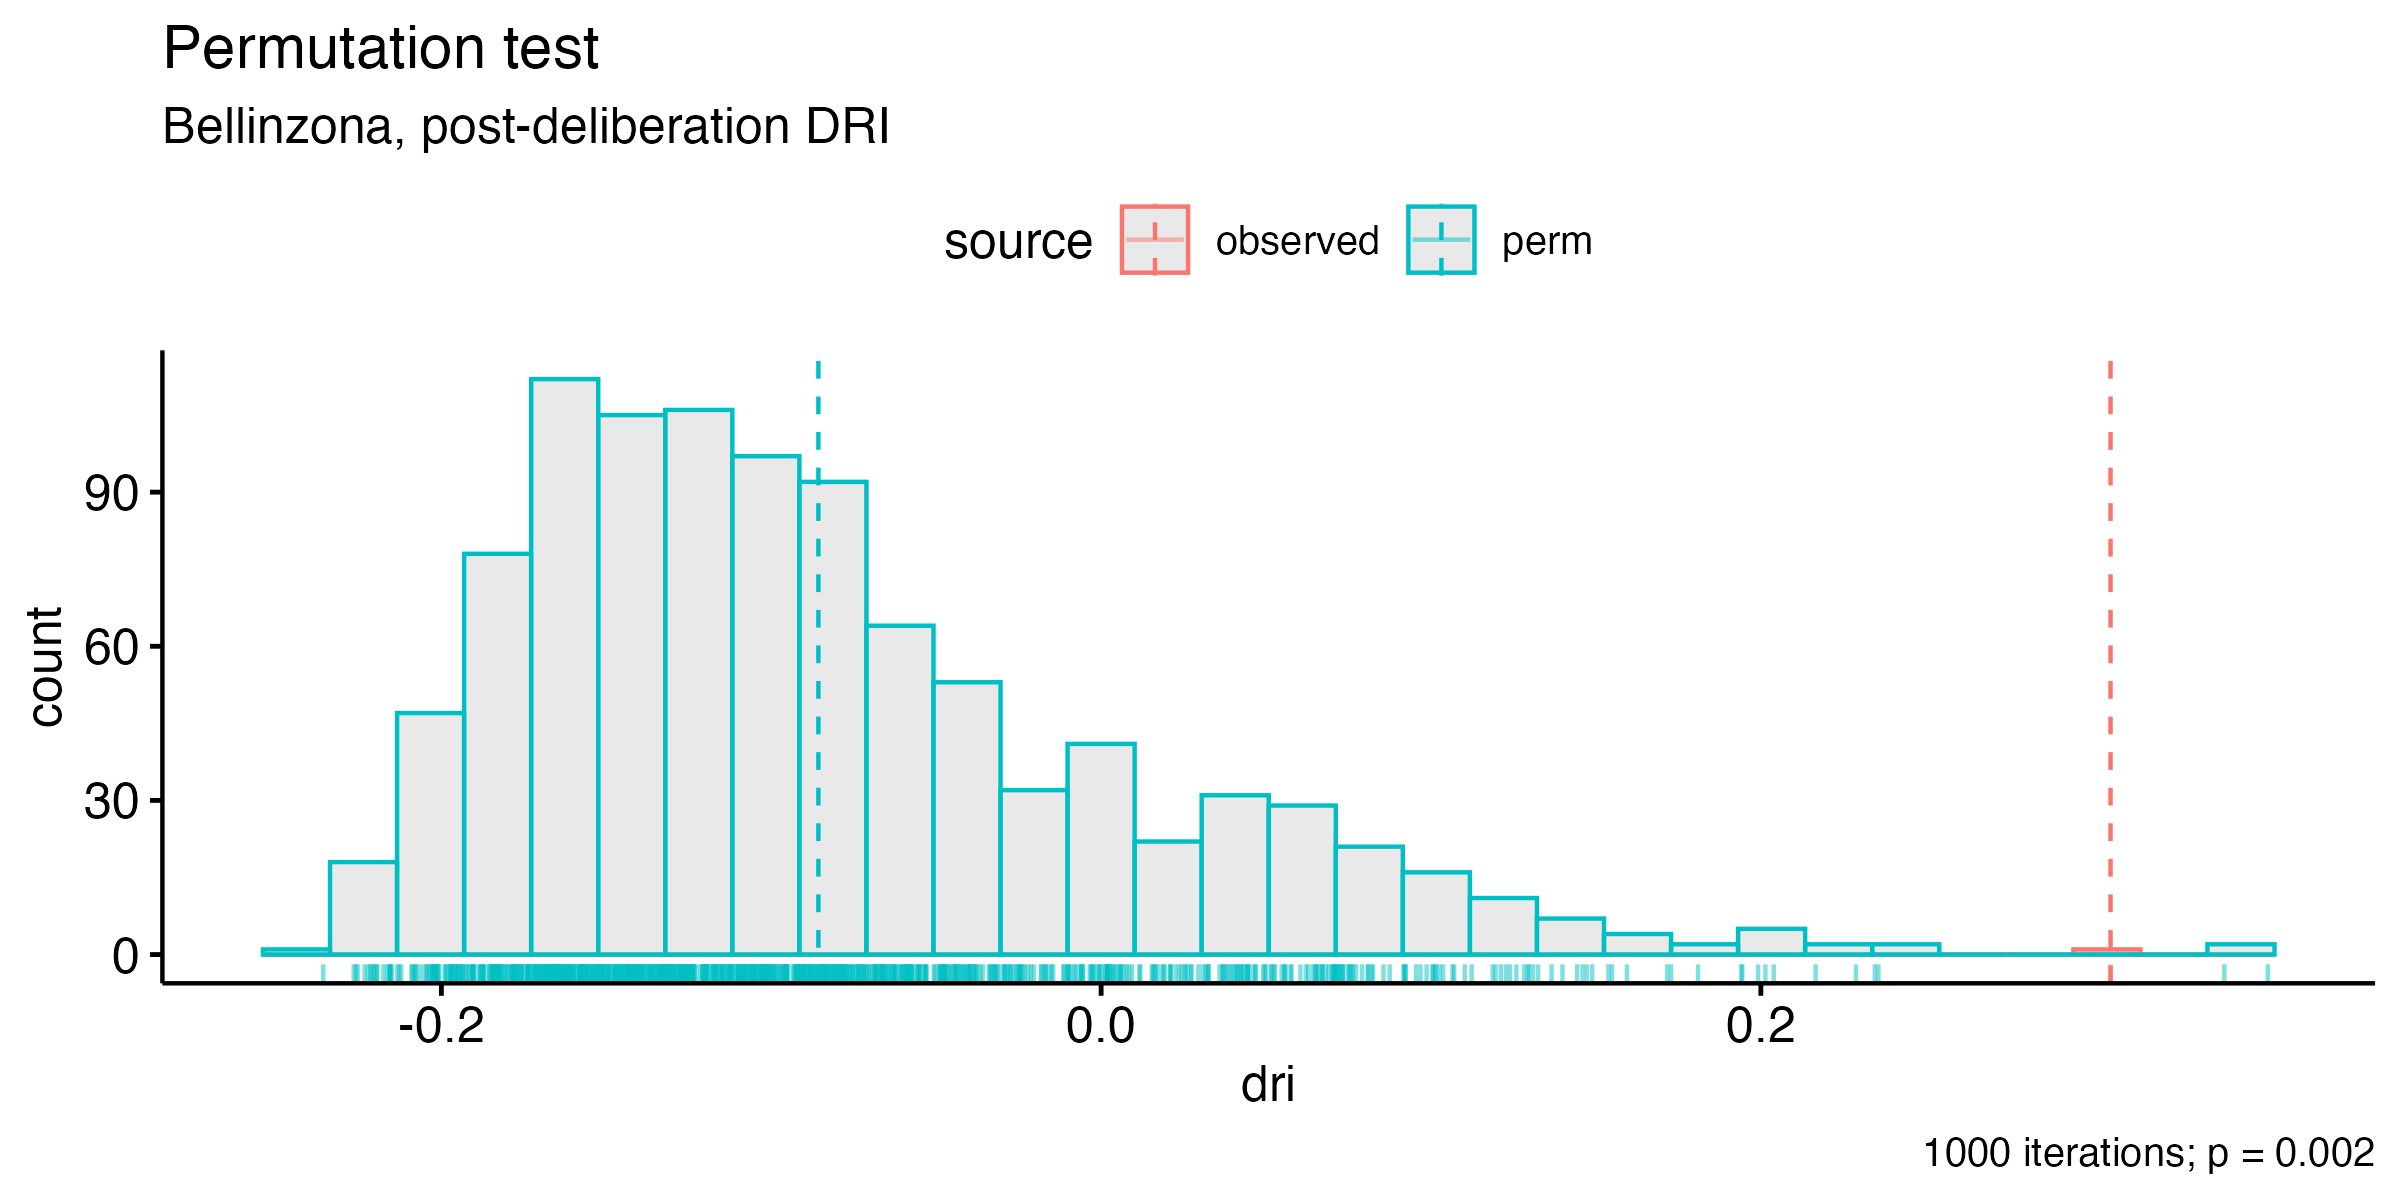 Permutation test
Bellinzona, post-deliberation DRI
source observed perm
count
90
60
30
0
-0.2 0.0 0.2
dri
1000 iterations; p = 0.002